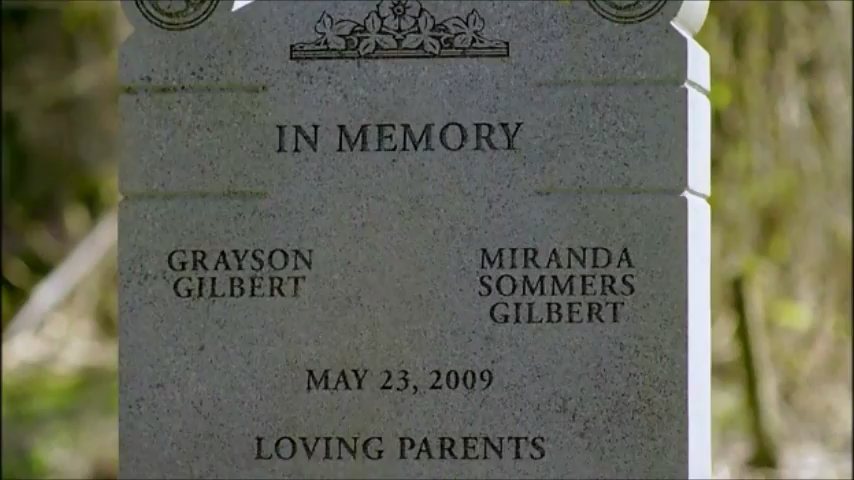 IN MEMORY
GRAYSON
GILBERT
MIRANDA
SOMMERS
GILBERT
MAY 23, 2009
LOVING PARENTS